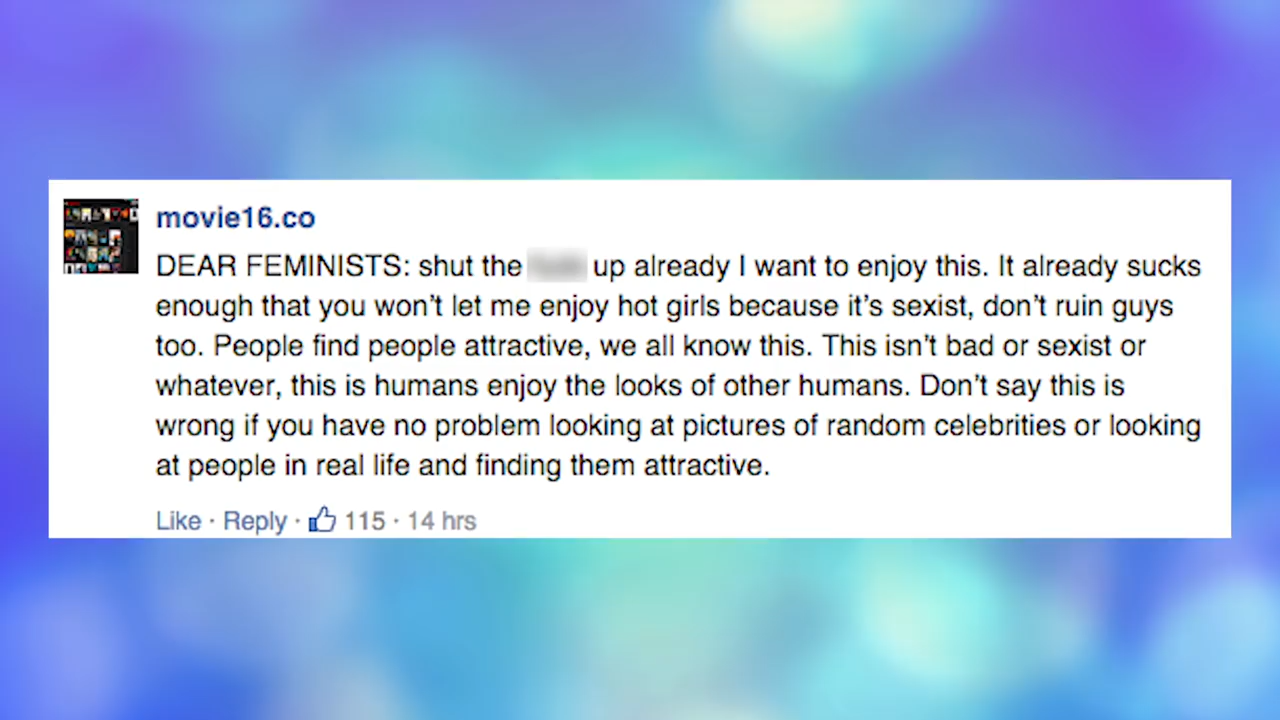 movie16.co
DEAR FEMINISTS: shut the up already I want to enjoy this. It already sucks
enough that you won't let me enjoy hot girls because it's sexist, don't ruin guys
too. People find people attractive, we all know this. This isn't bad or sexist or
whatever, this is humans enjoy the looks of other humans. Don't say this is
wrong if you have no problem looking at pictures of random celebrities or looking
at people in real life and finding them attractive.
Like · Reply · 115 · 14 hrs